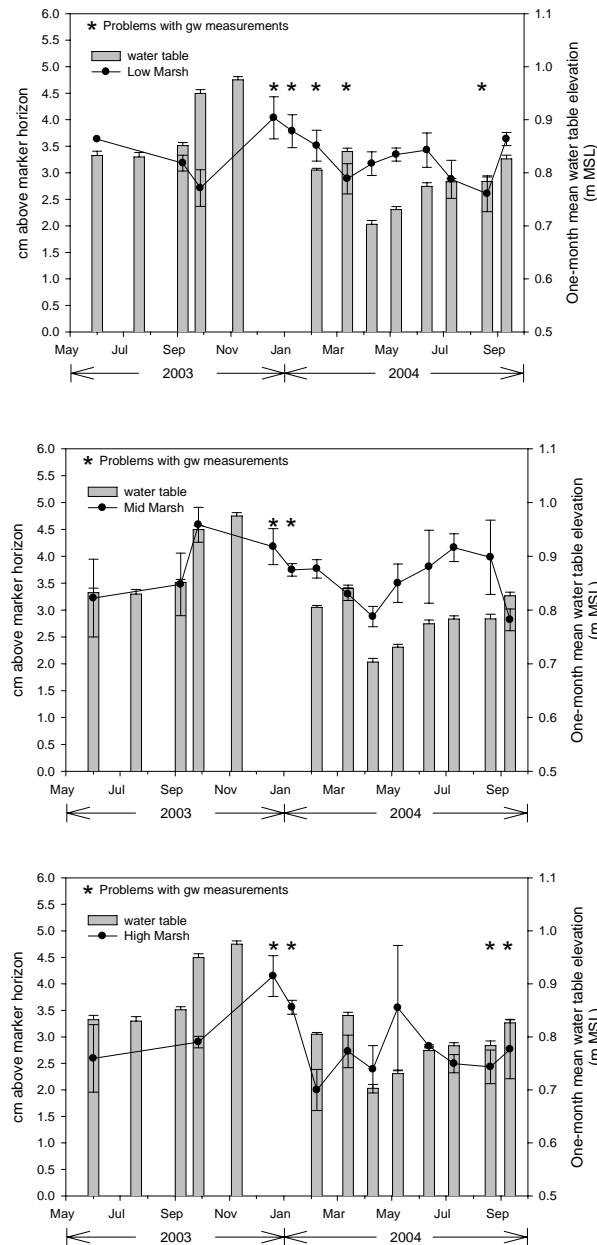 * Problems with gw measurements
water table
Low Marsh
* * * * *
6.0
5.5
5.0
4.5
4.0
3.5
3.0
2.5
2.0
1.5
1.0
0.5
0.0
cm above marker horizon
1.1
1.0
0.9
0.8
0.7
0.6
0.5
One-month mean water table elevation
(m MSL)
May Jul Sep Nov Jan Mar May Jul Sep
2003 2004
* Problems with gw measurements
water table
Mid Marsh
* *
6.0
5.5
5.0
4.5
4.0
3.5
3.0
2.5
2.0
1.5
1.0
0.5
0.0
cm above marker horizon
1.1
1.0
0.9
0.8
0.7
0.6
0.5
One-month mean water table elevation
(m MSL)
May Jul Sep Nov Jan Mar May Jul Sep
2003 2004
* Problems with gw measurements
water table
High Marsh
* * * *
6.0
5.5
5.0
4.5
4.0
3.5
3.0
2.5
2.0
1.5
1.0
0.5
0.0
cm above marker horizon
1.1
1.0
0.9
0.8
0.7
0.6
0.5
One-month mean water table elevation
(m MSL)
May Jul Sep Nov Jan Mar May Jul Sep
2003 2004